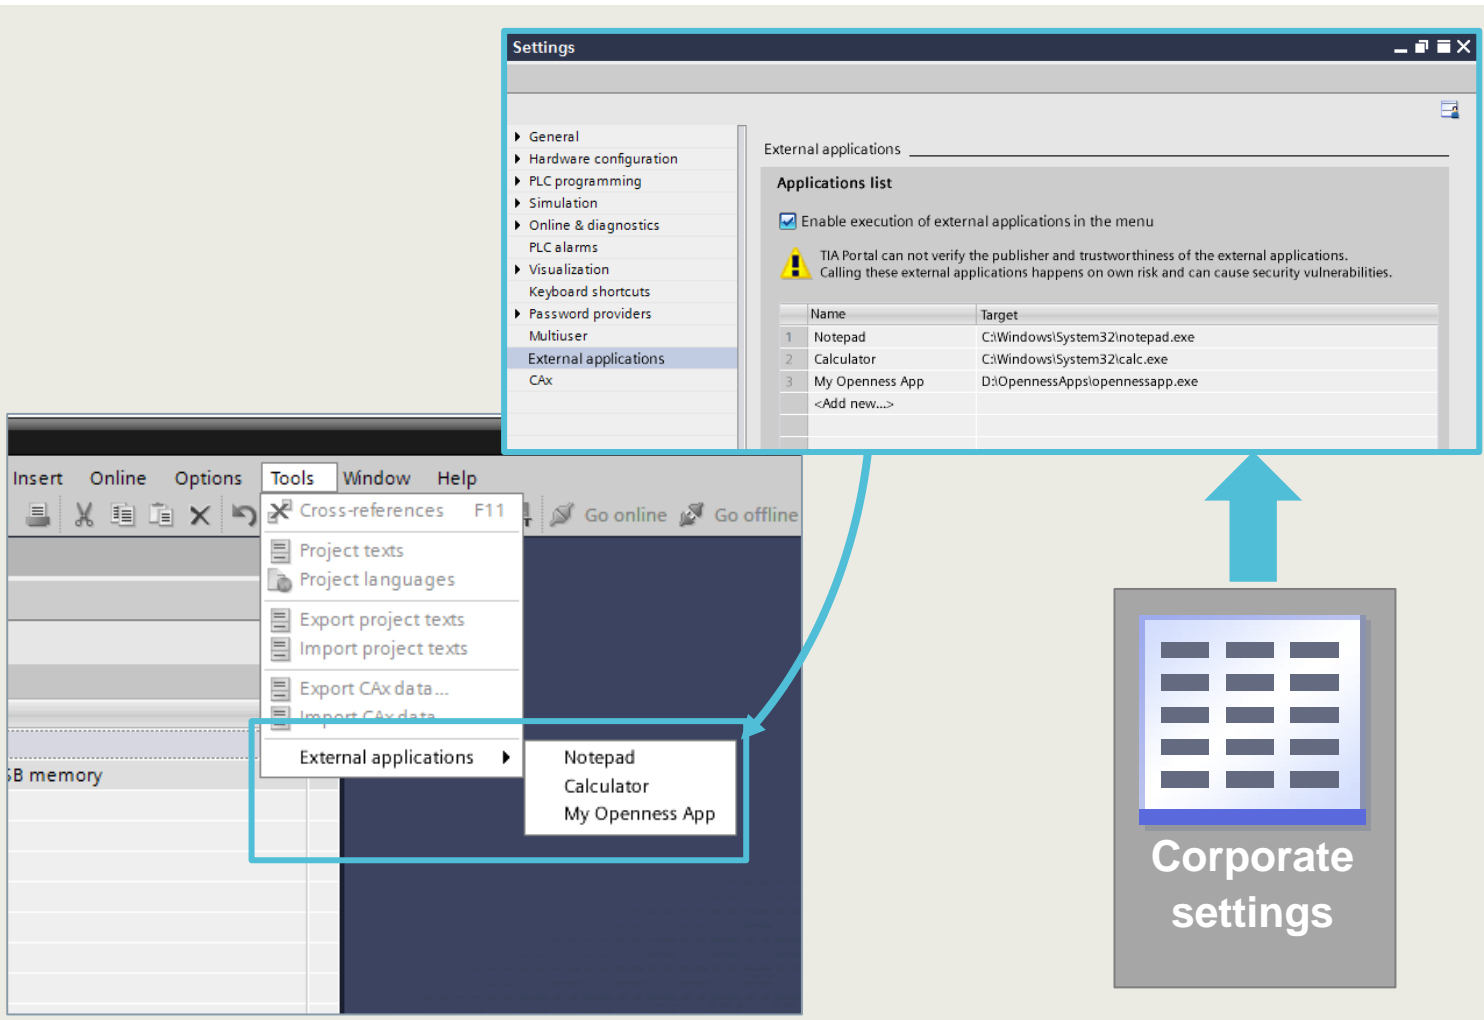 Settings
General
Hardware configuration
PLC programming
Simulation
Online & diagnostics
PLC alarms
Visualization
Keyboard shortcuts
Password providers
Multiuser
External applications
CAx
External applications
Applications list
Enable execution of external applications in the menu
TIA Portal can not verify the publisher and trustworthiness of the external applications.
Calling these external applications happens on own risk and can cause security vulnerabilities.
Name Target
1 Notepad C:\Windows\System32\notepad.exe
2 Calculator C:\Windows\System32\calc.exe
3 My Openness App D:\OpennessApps\opennessapp.exe
<Add new...>
Insert Online Options Tools Window Help
Cross-references F11
Go online Go offline
Project texts
Project languages
Export project texts
Import project texts
Export CAx data...
Import CAx data
External applications
Notepad
Calculator
My Openness App
SB memory
Corporate
settings